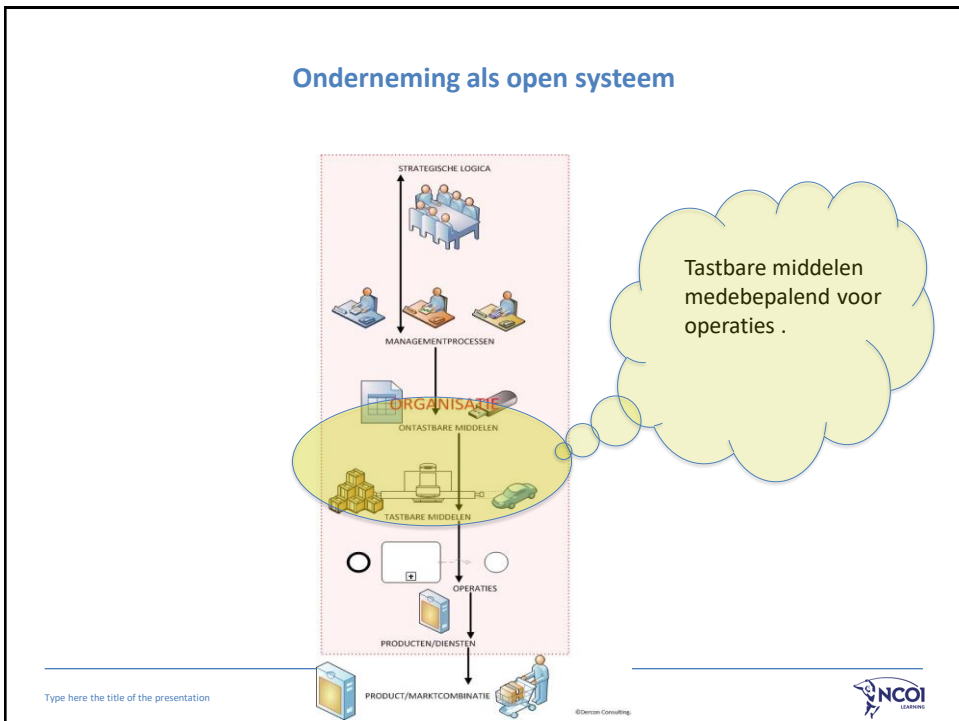 Onderneming als open systeem
STRATEGISCHE LOGICA
MANAGEMENTPROCESSEN
ORGANISATIE
ONTASTBARE MIDDELEN
TASTBARE MIDDELEN
OPERATIES
PRODUCTEN/DIENSTEN
PRODUCT/MARKTCOMBINATIE
Tastbare middelen
medebepalend voor
operaties .
©Dercon Consulting.
Type here the title of the presentation
NCOI
LEARNING